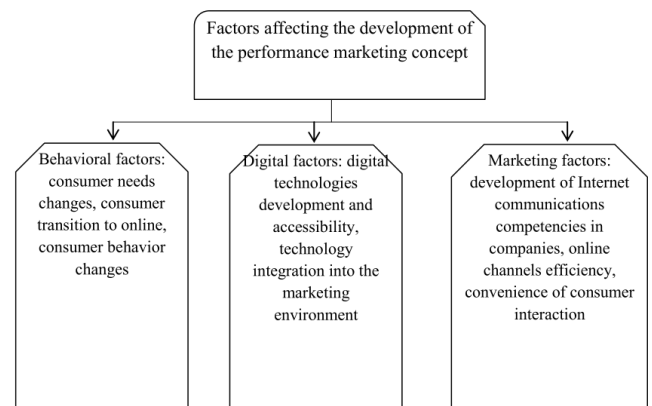 Factors affecting the development of
the performance marketing concept
Behavioral factors:
consumer needs
changes, consumer
transition to online,
consumer behavior
changes
Digital factors: digital
technologies
development and
accessibility,
technology
integration into the
marketing
environment
Marketing factors:
development of Internet
communications
competencies in
companies, online
channels efficiency,
convenience of consumer
interaction